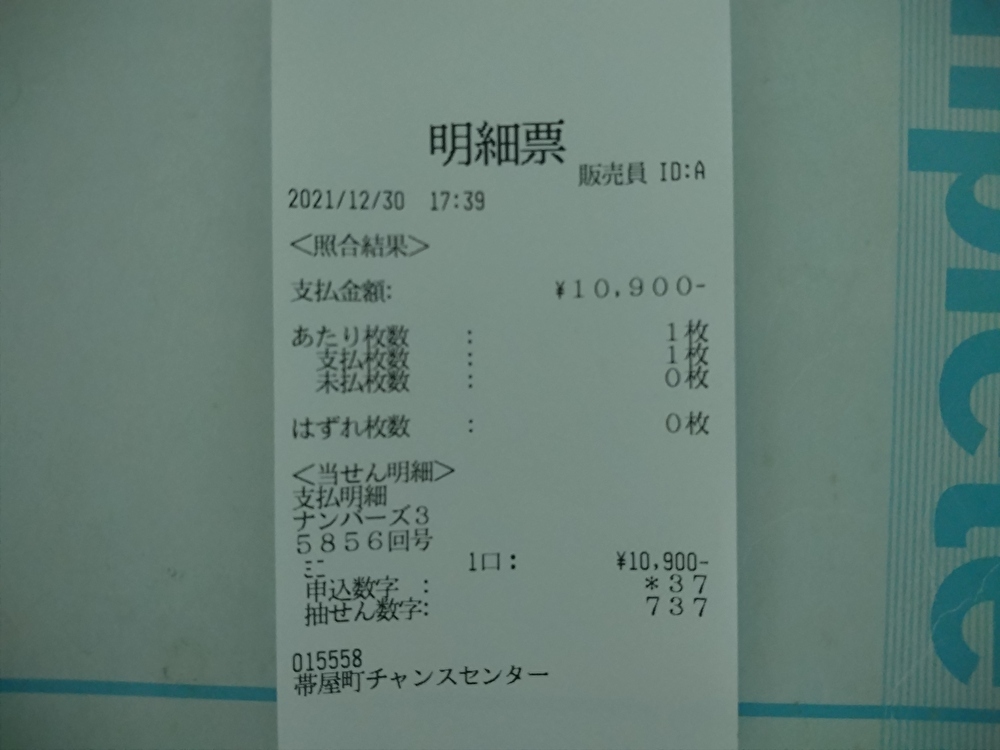 明細票
販売員 ID:A
2021/12/30 17:39
＜照合結果＞
支払金額: ¥１０，９００-
あたり枚数 : １枚
支払枚数 : １枚
未払枚数 : ０枚
はずれ枚数 : ０枚
＜当せん明細＞
支払明細
ナンバーズ３
５８５６回号
ミニ 1口: ¥10,900-
申込数字 : ＊３７
抽せん数字: ７３７
015558
帯屋町チャンスセンター